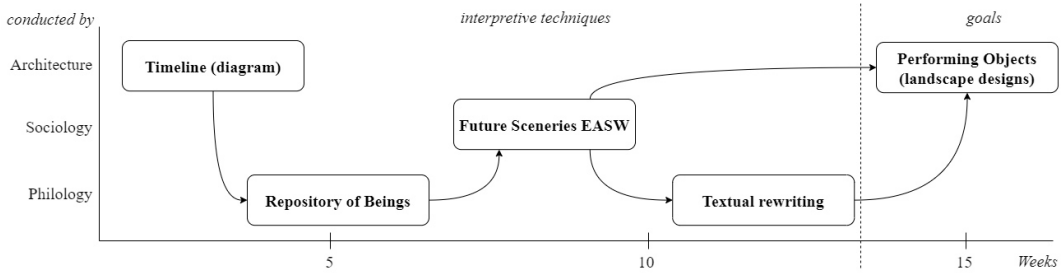 conducted by
interpretive techniques
goals
Architecture
Timeline (diagram)
Performing Objects
(landscape designs)
Sociology
Future Sceneries EASW
Philology
Repository of Beings
Textual rewriting
5
10
15
Weeks